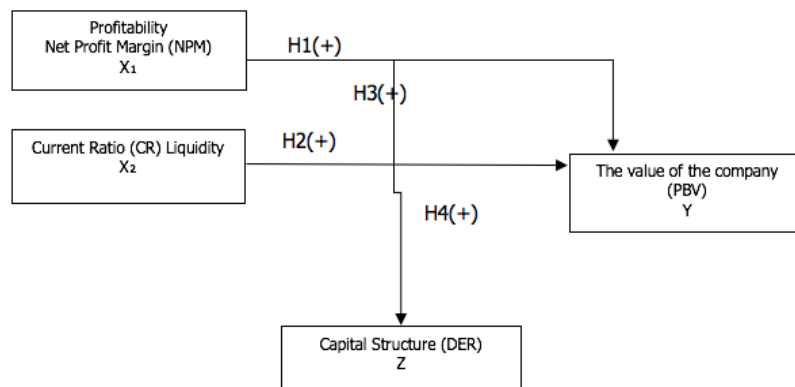 Profitability
Net Profit Margin (NPM)
X1
H1(+)
H3(+)
Current Ratio (CR) Liquidity
X2
H2(+)
The value of the company
(PBV)
Y
H4(+)
Capital Structure (DER)
Z